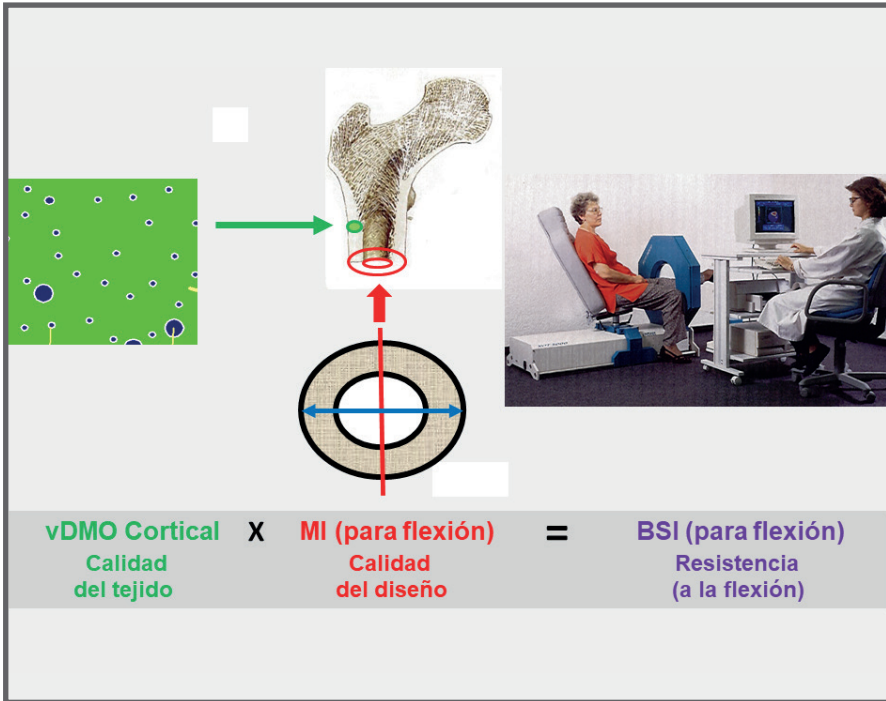 vDMO Cortical X MI (para flexión) = BSI (para flexión)
Calidad Calidad Resistencia
del tejido del diseño (a la flexión)